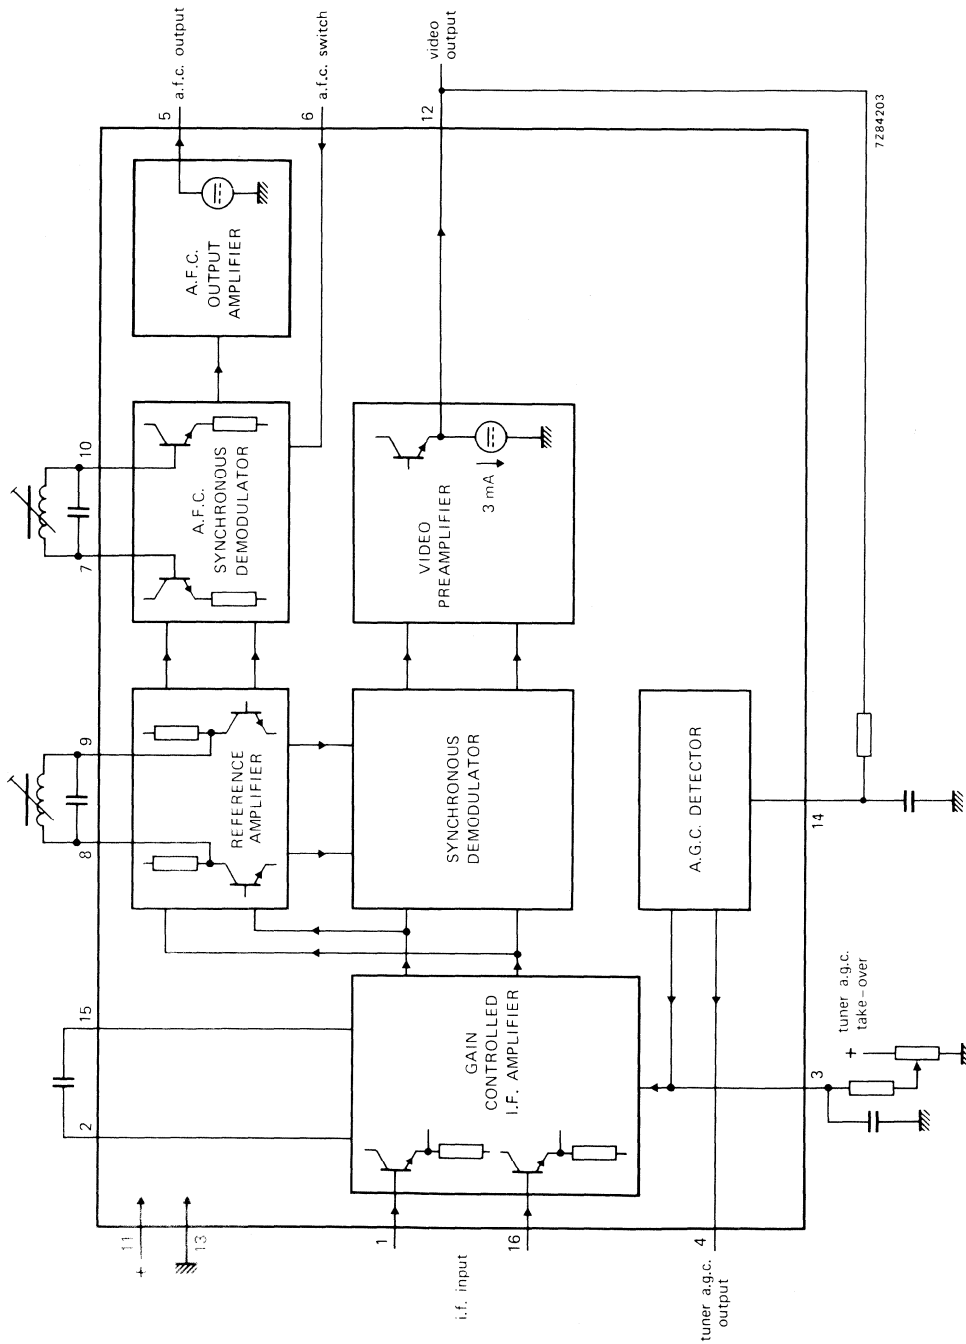 11
+
13
2
15
8
9
7
10
5
a.f.c. output
6
a.f.c. switch
12
video
output
REFERENCE
AMPLIFIER
A.F.C.
SYNCHRONOUS
DEMODULATOR
A.F.C.
OUTPUT
AMPLIFIER
1
i.f. input
16
GAIN
CONTROLLED
I.F. AMPLIFIER
SYNCHRONOUS
DEMODULATOR
VIDEO
PREAMPLIFIER
3 mA
4
tuner a.g.c.
output
A.G.C. DETECTOR
3
+
tuner a.g.c.
take-over
14
7Z84203